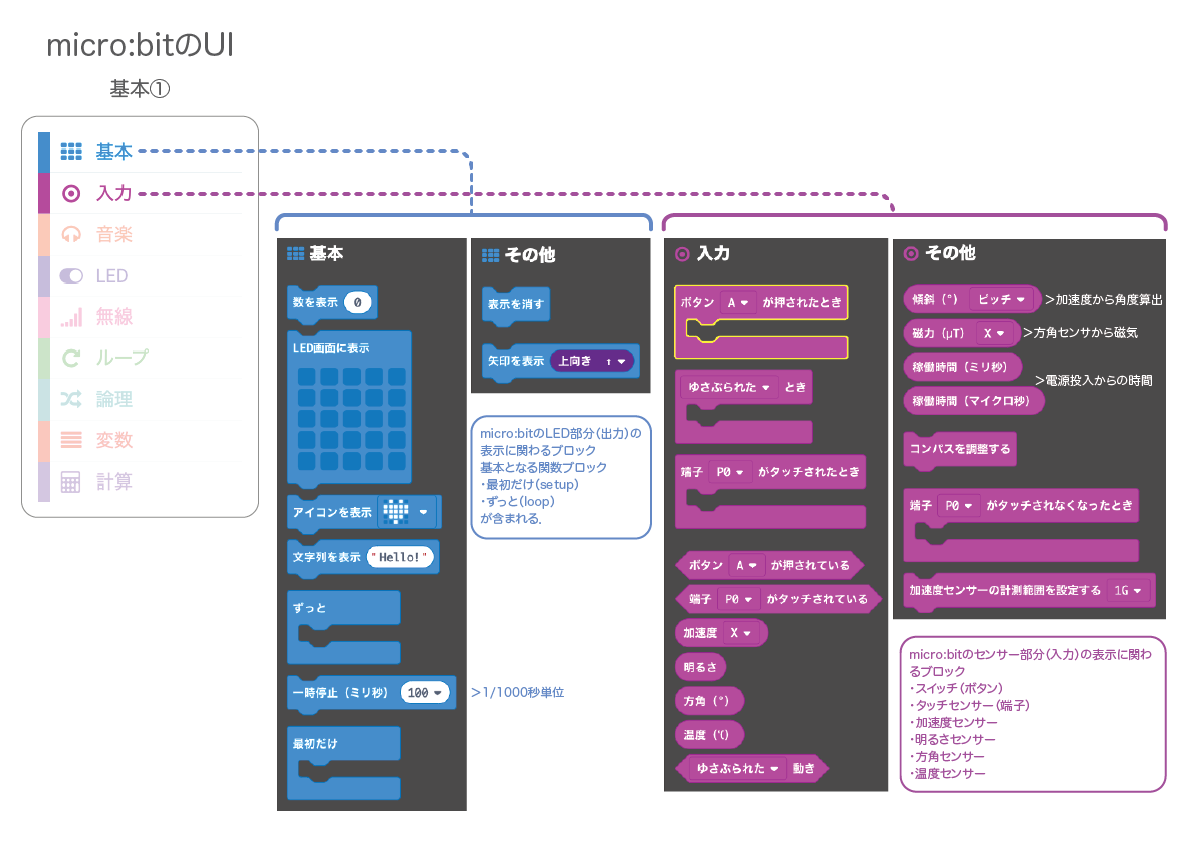 micro:bitのUI
基本①
基本
入力
音楽
LED
無線
ループ
論理
変数
計算
基本
数を表示 0
LED画面に表示
アイコンを表示
文字列を表示 "Hello!"
ずっと
一時停止（ミリ秒） 100
>1/1000秒単位
最初だけ
その他
表示を消す
矢印を表示 上向き ↑
micro:bitのLED部分（出力）の
表示に関わるブロック
基本となる関数ブロック
・最初だけ（setup）
・ずっと（loop）
が含まれる．
入力
ボタン A が押されたとき
ゆさぶられた とき
端子 P0 がタッチされたとき
ボタン A が押されている
端子 P0 がタッチされている
加速度 X
明るさ
方角（°）
温度（℃）
ゆさぶられた 動き
その他
傾斜（°） ピッチ >加速度から角度算出
磁力（μT） X >方角センサから磁気
稼働時間（ミリ秒）
>電源投入からの時間
稼働時間（マイクロ秒）
コンパスを調整する
端子 P0 がタッチされなくなったとき
加速度センサーの計測範囲を設定する 1G
micro:bitのセンサー部分（入力）の表示に関わ
るブロック
・スイッチ（ボタン）
・タッチセンサー（端子）
・加速度センサー
・明るさセンサー
・方角センサー
・温度センサー